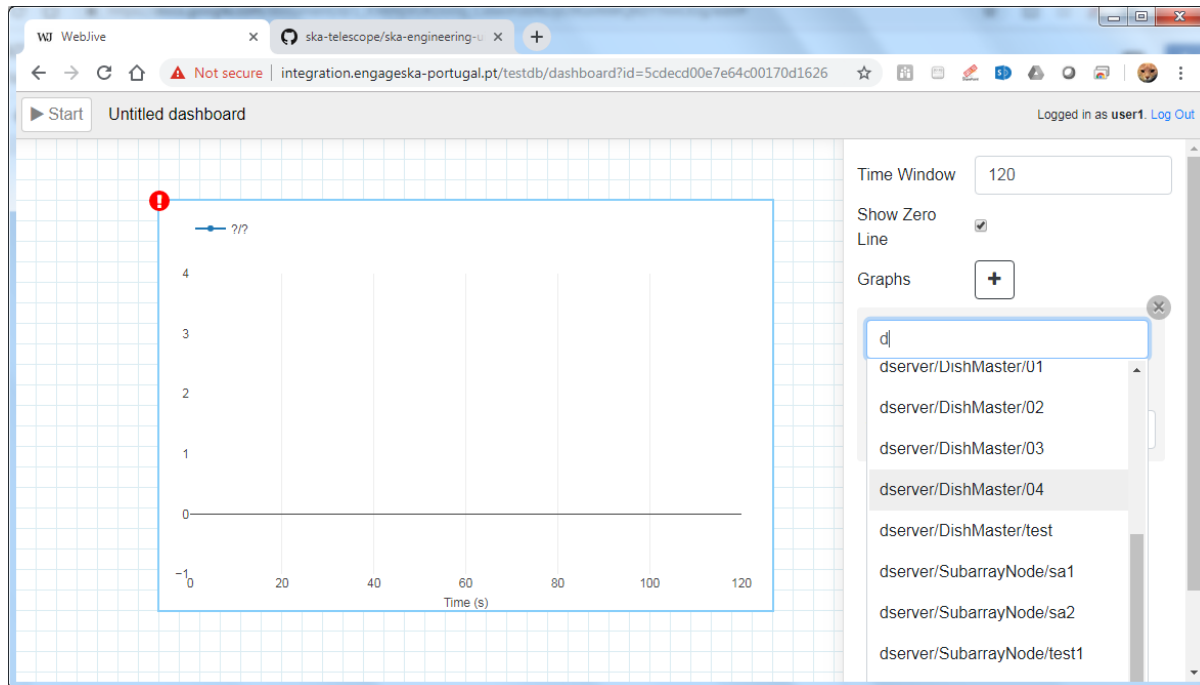 WJ WebJive
ska-telescope/ska-engineering-u
Not secure | integration.engageska-portugal.pt/testdb/dashboard?id=5cdecd00e7e64c00170d1626
Start
Untitled dashboard
Logged in as user1. Log Out
?/?
4
3
2
1
0
−1
0 20 40 60 80 100 120
Time (s)
Time Window 120
Show Zero
Line
Graphs +
d
dserver/DishMaster/01
dserver/DishMaster/02
dserver/DishMaster/03
dserver/DishMaster/04
dserver/DishMaster/test
dserver/SubarrayNode/sa1
dserver/SubarrayNode/sa2
dserver/SubarrayNode/test1